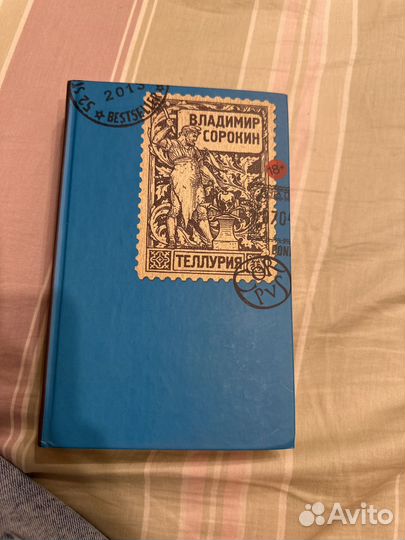 2013
BESTSELLER
ВЛАДИМИР
СОРОКИН
18+
ТЕЛЛУРИЯ
Avito